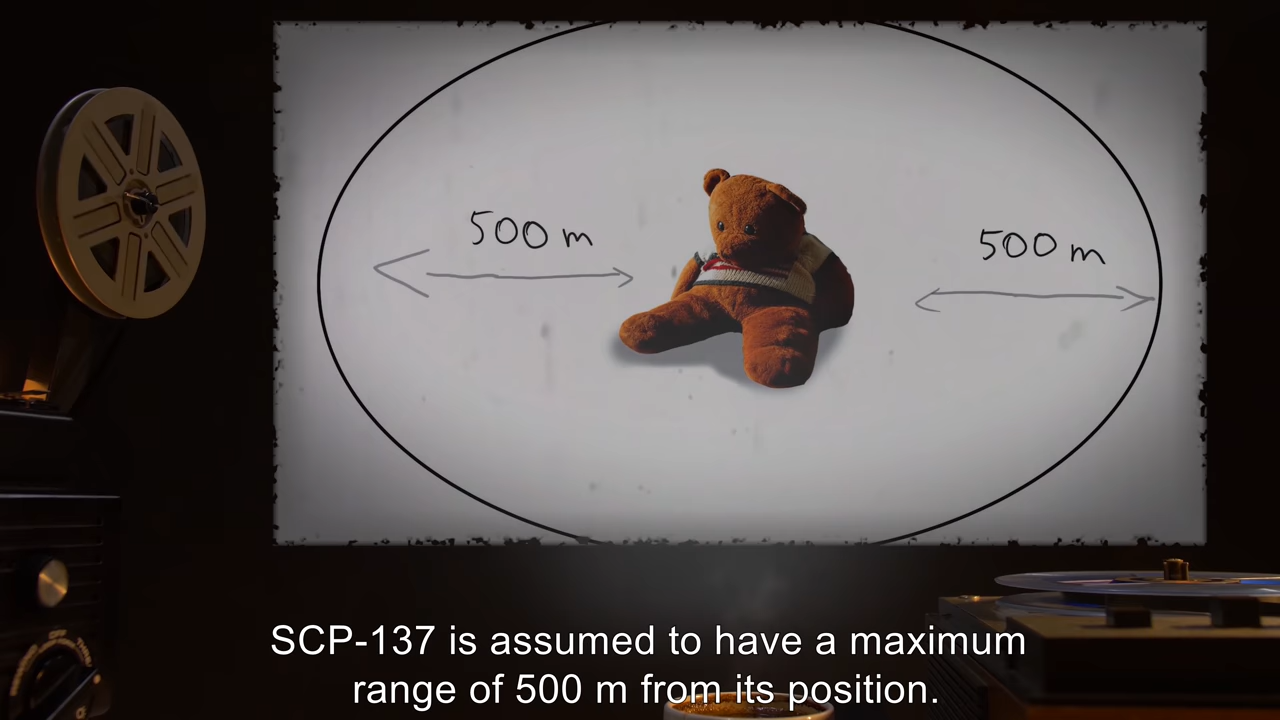 500 m
500 m
SCP-137 is assumed to have a maximum
range of 500 m from its position.